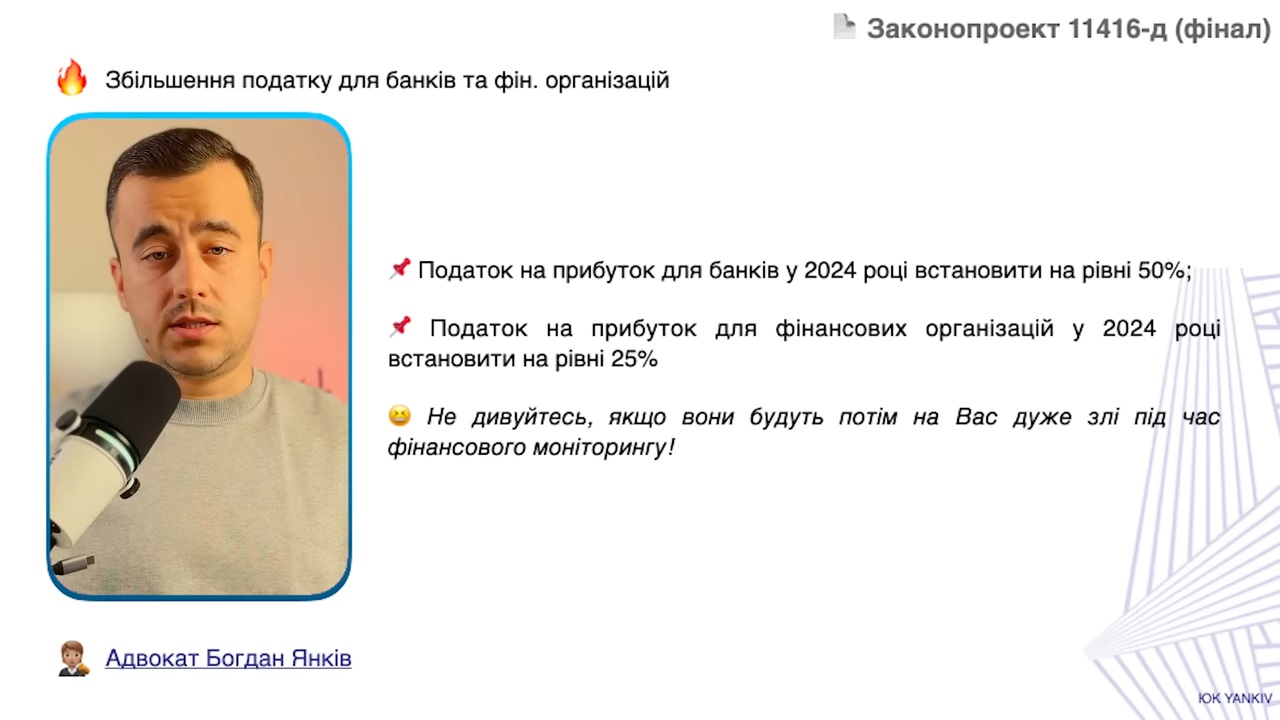 Законопроект 11416-д (фінал)
Збільшення податку для банків та фін. організацій
Податок на прибуток для банків у 2024 році встановити на рівні 50%;
Податок на прибуток для фінансових організацій у 2024 році
встановити на рівні 25%
Не дивуйтесь, якщо вони будуть потім на Вас дуже злі під час
фінансового моніторингу!
Адвокат Богдан Янків
ЮК YANKIV